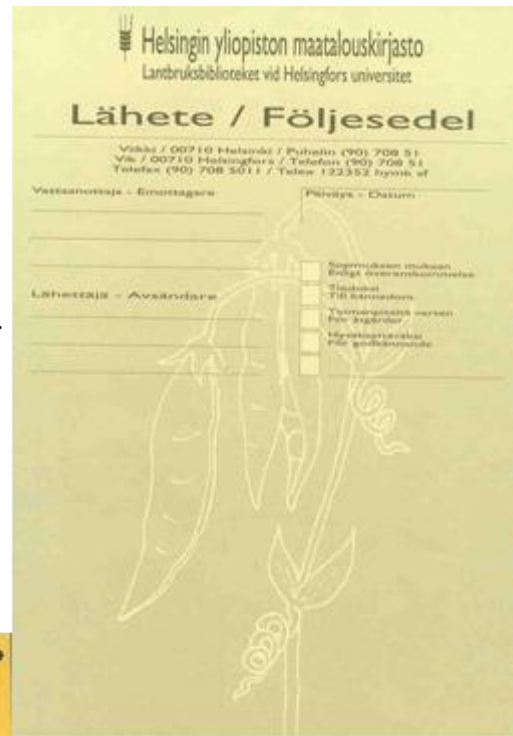 Helsingin yliopiston maatalouskirjasto
Lantbruksbiblioteket vid Helsingfors universitet
Lähete / Följesedel
Viikki / 00710 Helsinki / Puhelin (90) 708 51
Vik / 00710 Helsingfors / Telefon (90) 708 51
Telefax (90) 708 5011 / Telex 122352 hymk sf
Vastaanottaja - Emottagare
Päiväys - Datum
Sopimuksen mukaan
Enligt överenskommelse
Tiedoksi
Till kännedom
Lähettäjä - Avsändare
Toimenpiteitä varten
För åtgärder
Hyväksymiseksi
För godkännande